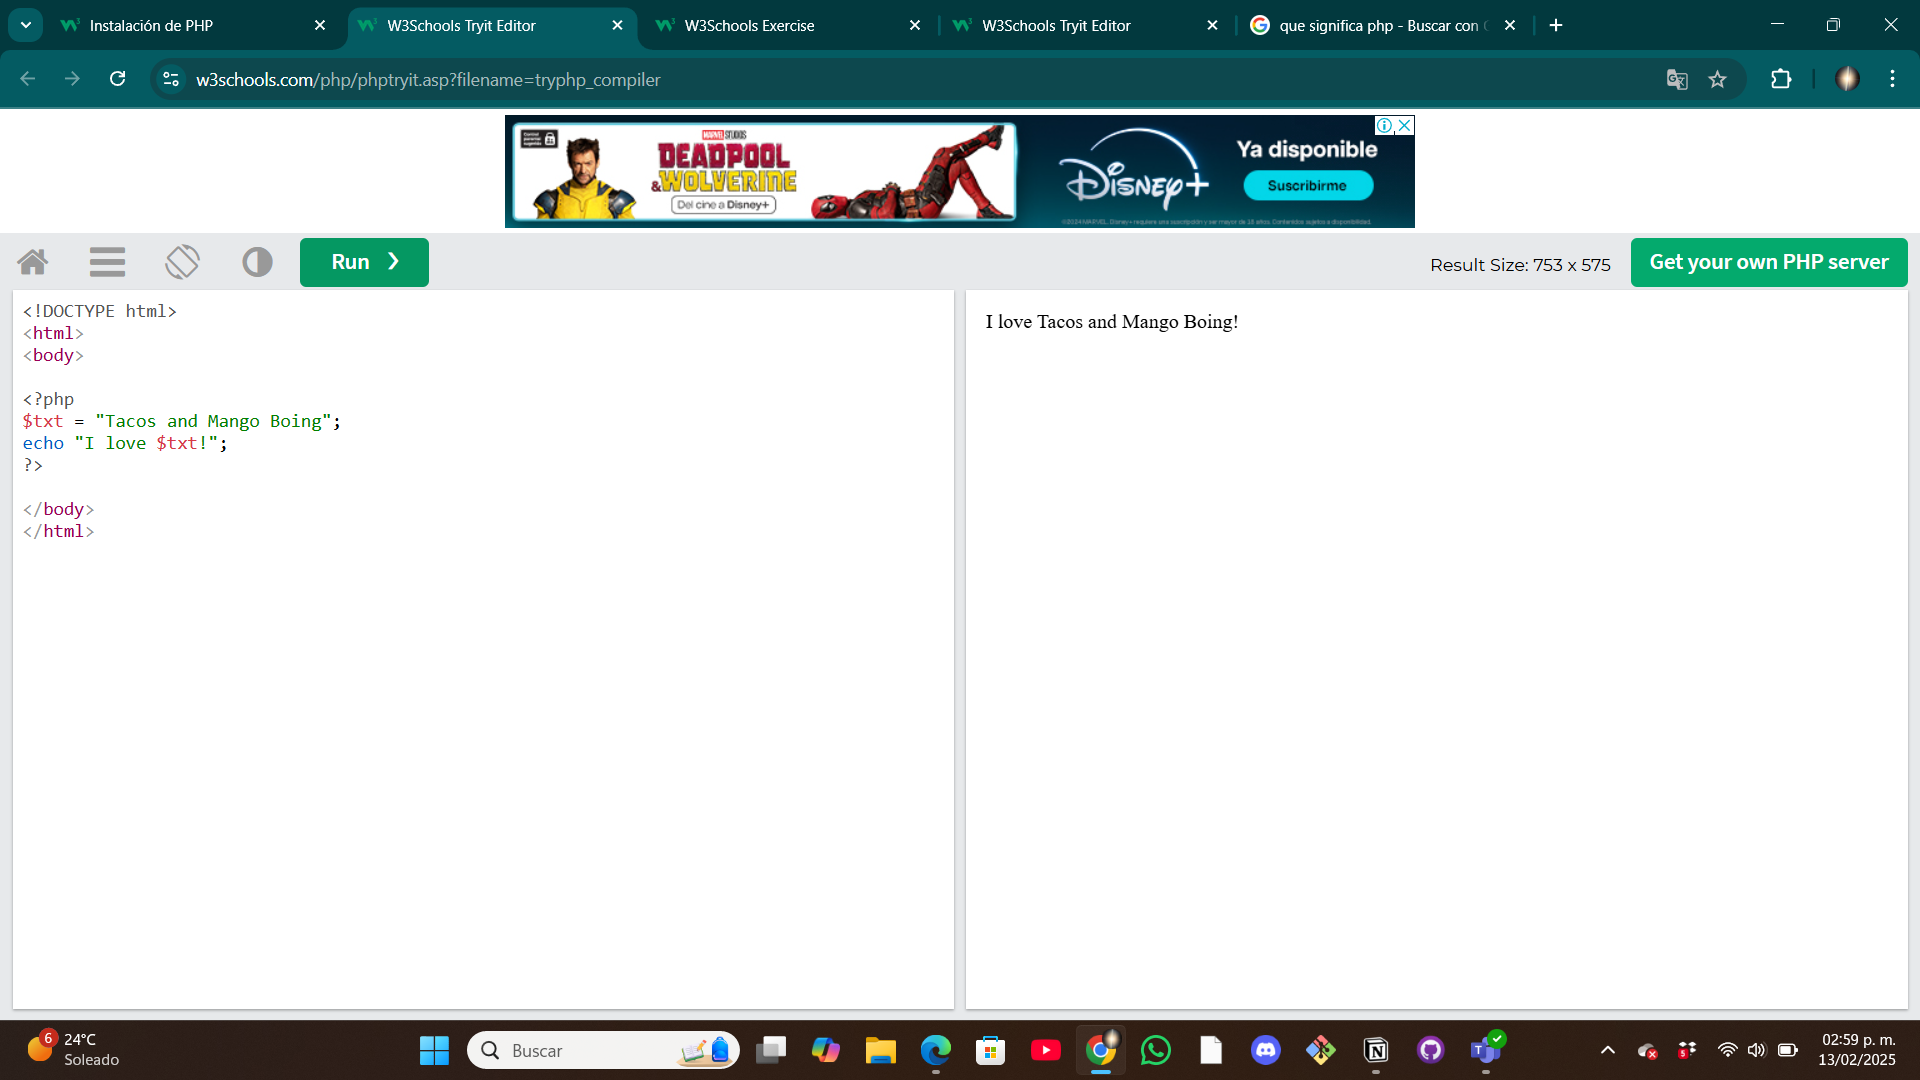 Instalación de PHP
W3Schools Tryit Editor
W3Schools Exercise
W3Schools Tryit Editor
que significa php - Buscar con
w3schools.com/php/phptryit.asp?filename=tryphp_compiler
MARVEL STUDIOS
DEADPOOL
& WOLVERINE
Del cine a Disney+
Disney+
Ya disponible
Suscribirme
Run ❯
Result Size: 753 x 575
Get your own PHP server
<!DOCTYPE html>
<html>
<body>
<?php
$txt = "Tacos and Mango Boing";
echo "I love $txt!";
?>
</body>
</html>
I love Tacos and Mango Boing!
6
24°C
Soleado
Buscar
02:59 p. m.
13/02/2025